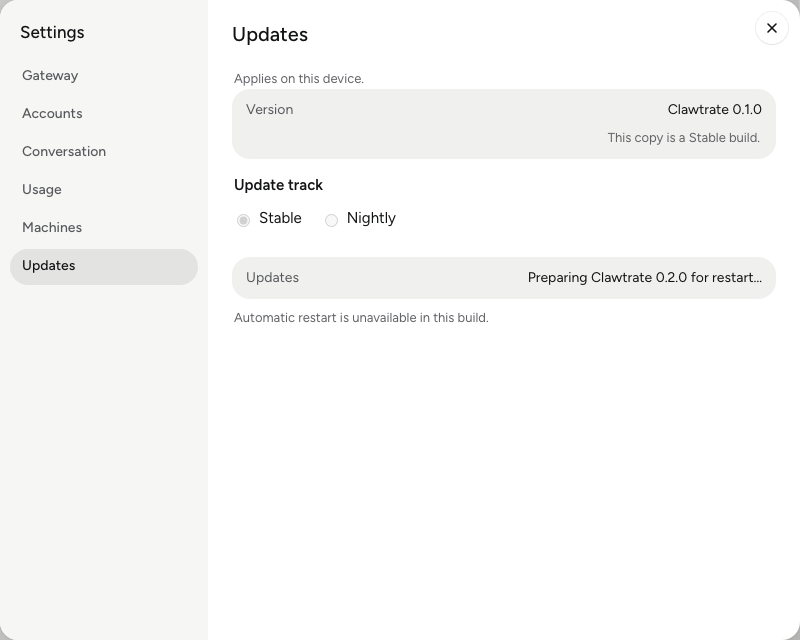 Settings
Gateway
Accounts
Conversation
Usage
Machines
Updates
Updates
Applies on this device.
Version
Clawtrate 0.1.0
This copy is a Stable build.
Update track
Stable
Nightly
Updates
Preparing Clawtrate 0.2.0 for restart...
Automatic restart is unavailable in this build.